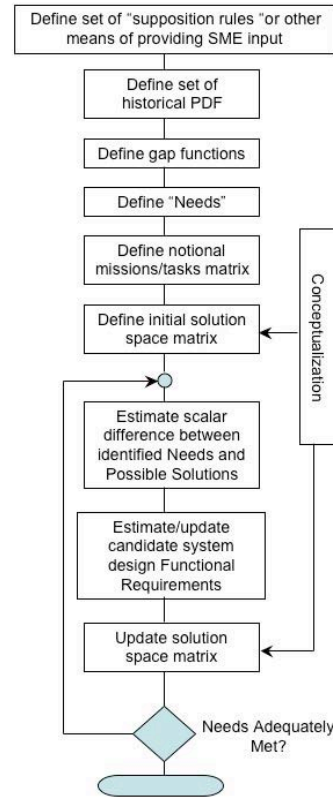 Define set of "supposition rules "or other
means of providing SME input
Define set of
historical PDF
Define gap functions
Define "Needs"
Define notional
missions/tasks matrix
Define initial solution
space matrix
Conceptualization
Estimate scalar
difference between
identified Needs and
Possible Solutions
Estimate/update
candidate system
design Functional
Requirements
Update solution
space matrix
Needs Adequately
Met?